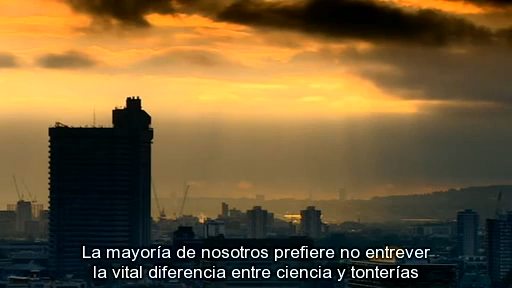 La mayoría de nosotros prefiere no entrever
la vital diferencia entre ciencia y tonterías